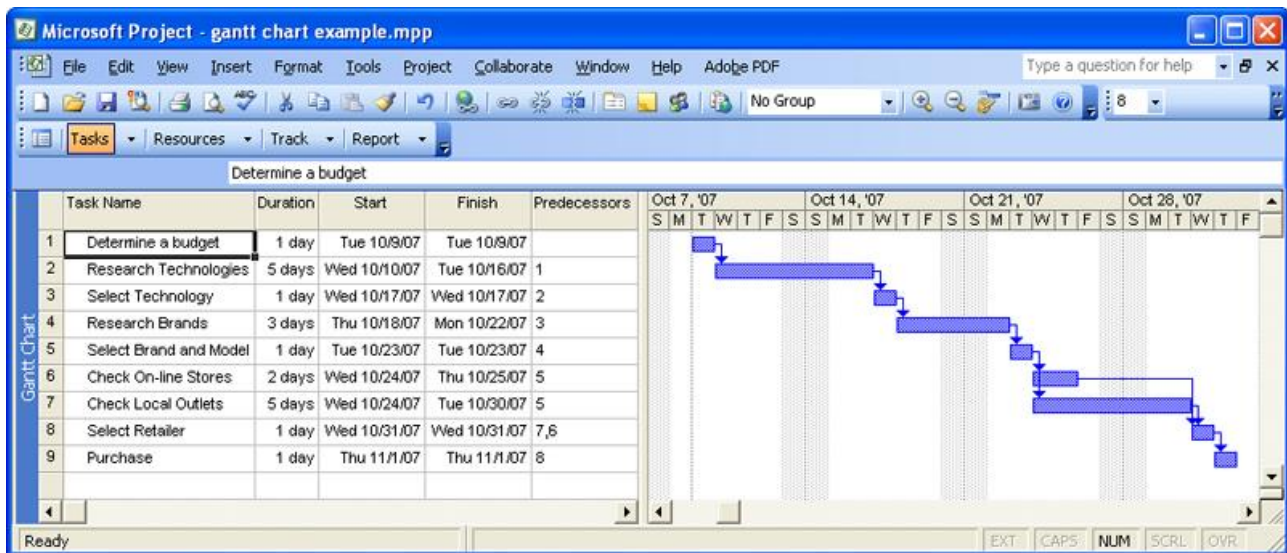 Microsoft Project - gantt chart example.mpp
File Edit View Insert Format Tools Project Collaborate Window Help Adobe PDF Type a question for help
No Group 8
Tasks Resources Track Report
Determine a budget
Task Name Duration Start Finish Predecessors Oct 7, '07 Oct 14, '07 Oct 21, '07 Oct 28, '07
S M T W T F S S M T W T F S S M T W T F S S M T W T F
1 Determine a budget 1 day Tue 10/9/07 Tue 10/9/07
2 Research Technologies 5 days Wed 10/10/07 Tue 10/16/07 1
3 Select Technology 1 day Wed 10/17/07 Wed 10/17/07 2
4 Research Brands 3 days Thu 10/18/07 Mon 10/22/07 3
5 Select Brand and Model 1 day Tue 10/23/07 Tue 10/23/07 4
6 Check On-line Stores 2 days Wed 10/24/07 Thu 10/25/07 5
7 Check Local Outlets 5 days Wed 10/24/07 Tue 10/30/07 5
8 Select Retailer 1 day Wed 10/31/07 Wed 10/31/07 7,6
9 Purchase 1 day Thu 11/1/07 Thu 11/1/07 8
Gantt Chart
Ready EXT CAPS NUM SCRL OVR